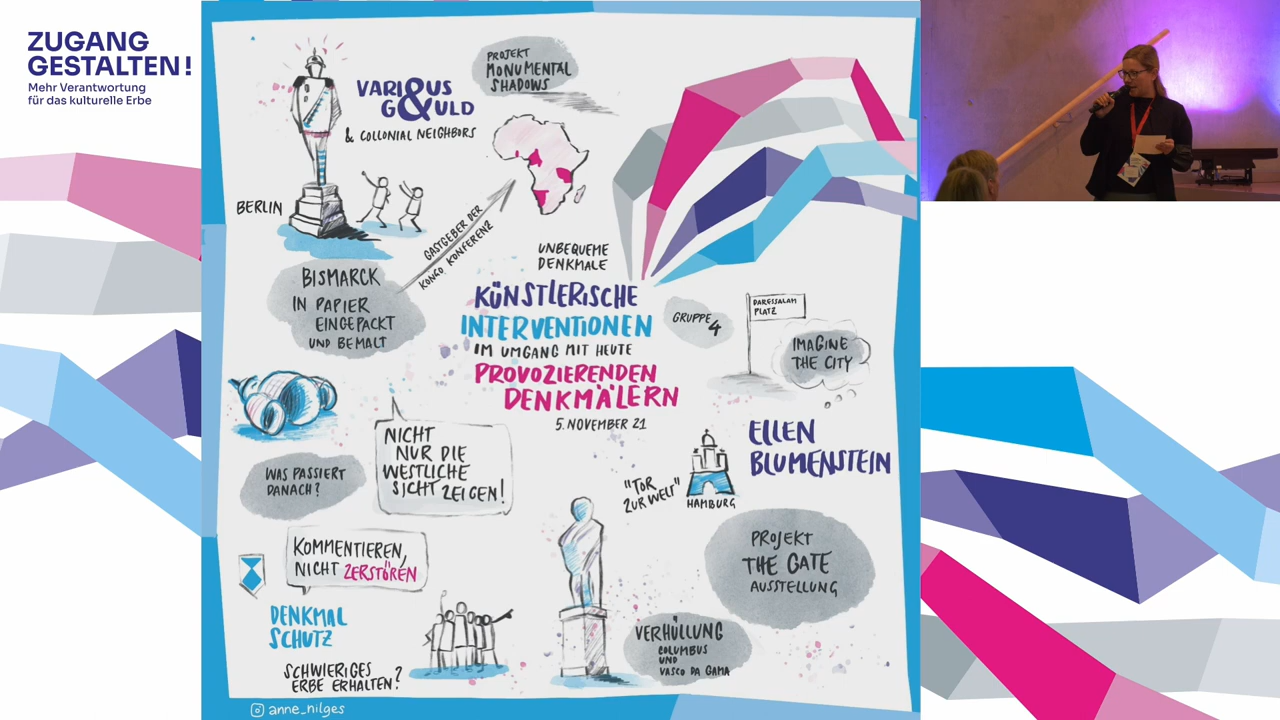 ZUGANG
GESTALTEN!
Mehr Verantwortung
für das kulturelle Erbe
VARI&US
G&ULD
& COLLONIAL NEIGHBORS
PROJEKT
MONUMENTAL
SHADOWS
BERLIN
GASTGEBER DER
KONGO KONFERENZ
BISMARCK
IN PAPIER
EINGEPACKT
UND BEMALT
UNBEQUEME
DENKMALE
KÜNSTLERISCHE
INTERVENTIONEN
IM UMGANG MIT HEUTE
PROVOZIERENDEN
DENKMÄLERN
5. NOVEMBER 21
GRUPPE
4
DARESSALAM
PLATZ
IMAGINE
THE CITY
ELLEN
BLUMENSTEIN
"TOR
ZUR WELT"
HAMBURG
NICHT
NUR DIE
WESTLICHE
SICHT ZEIGEN!
WAS PASSIERT
DANACH?
KOMMENTIEREN,
NICHT ZERSTÖREN
DENKMAL
SCHUTZ
SCHWIERIGES
ERBE ERHALTEN?
PROJEKT
THE GATE
AUSSTELLUNG
VERHÜLLUNG
COLUMBUS
UND
VASCO DA GAMA
anne_nilges